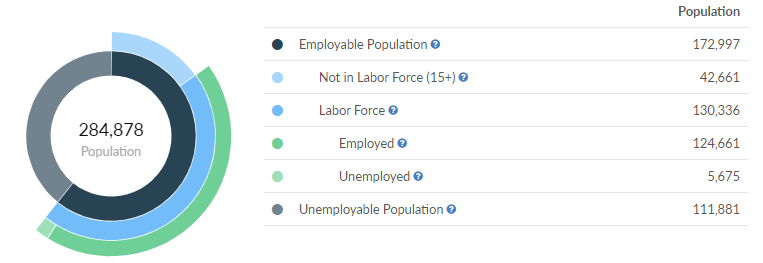 284,878
Population
Population
Employable Population ? 172,997
Not in Labor Force (15+) ? 42,661
Labor Force ? 130,336
Employed ? 124,661
Unemployed ? 5,675
Unemployable Population ? 111,881